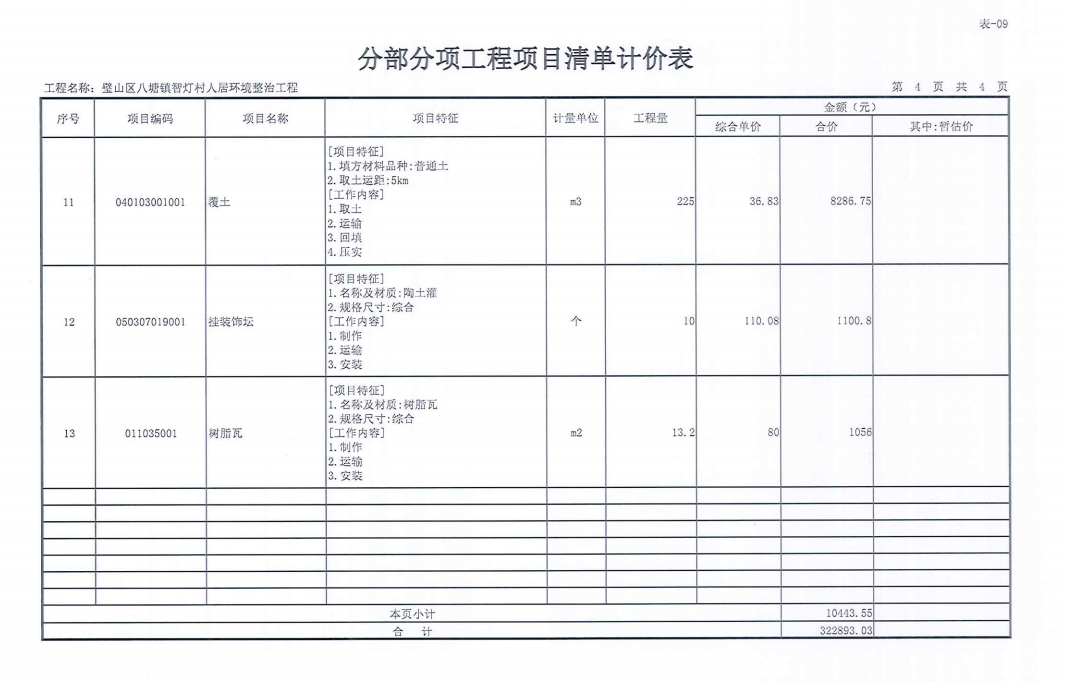 表-09
分部分项工程项目清单计价表
工程名称：璧山区八塘镇智灯村人居环境整治工程
第 4 页 共 4 页
序号 项目编码 项目名称 项目特征 计量单位 工程量 金额（元）
综合单价 合价 其中:暂估价
[项目特征]
1.填方材料品种:普通土
2.取土运距:5km
[工作内容]
11 040103001001 覆土 m3 225 36.83 8286.75
1.取土
2.运输
3.回填
4.压实
[项目特征]
1.名称及材质:陶土灌
2.规格尺寸:综合
[工作内容]
12 050307019001 挂装饰坛 个 10 110.08 1100.8
1.制作
2.运输
3.安装
[项目特征]
1.名称及材质:树脂瓦
2.规格尺寸:综合
[工作内容]
13 011035001 树脂瓦 m2 13.2 80 1056
1.制作
2.运输
3.安装
本页小计 10443.55
合 计 322893.03